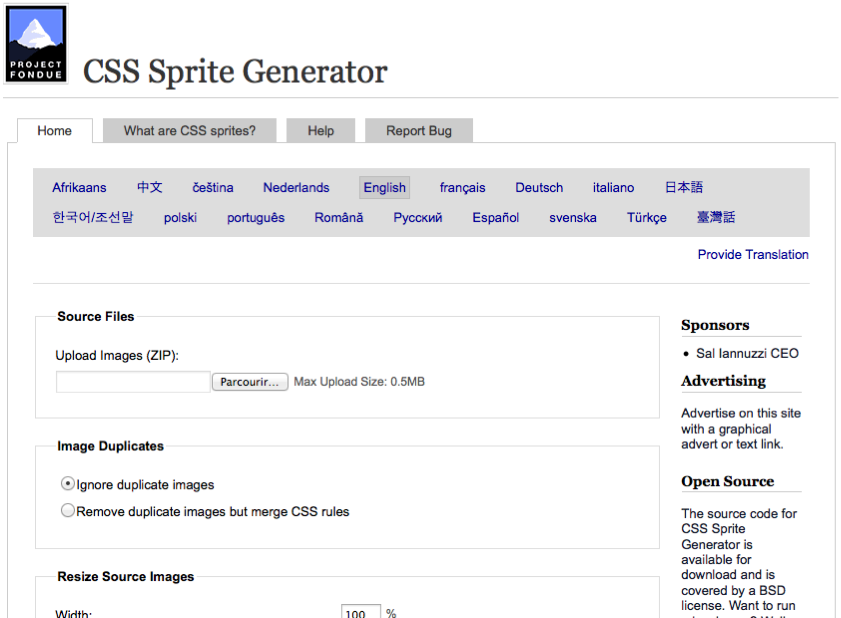 PROJECT
FONDUE
CSS Sprite Generator
Home What are CSS sprites? Help Report Bug
Afrikaans 中文 čeština Nederlands English français Deutsch italiano 日本語
한국어/조선말 polski português Română Русский Español svenska Türkçe 臺灣話
Provide Translation
Source Files
Upload Images (ZIP):
Parcourir... Max Upload Size: 0.5MB
Image Duplicates
Ignore duplicate images
Remove duplicate images but merge CSS rules
Resize Source Images
Width: 100 %
Sponsors
Sal Iannuzzi CEO
Advertising
Advertise on this site
with a graphical
advert or text link.
Open Source
The source code for
CSS Sprite
Generator is
available for
download and is
covered by a BSD
license. Want to run